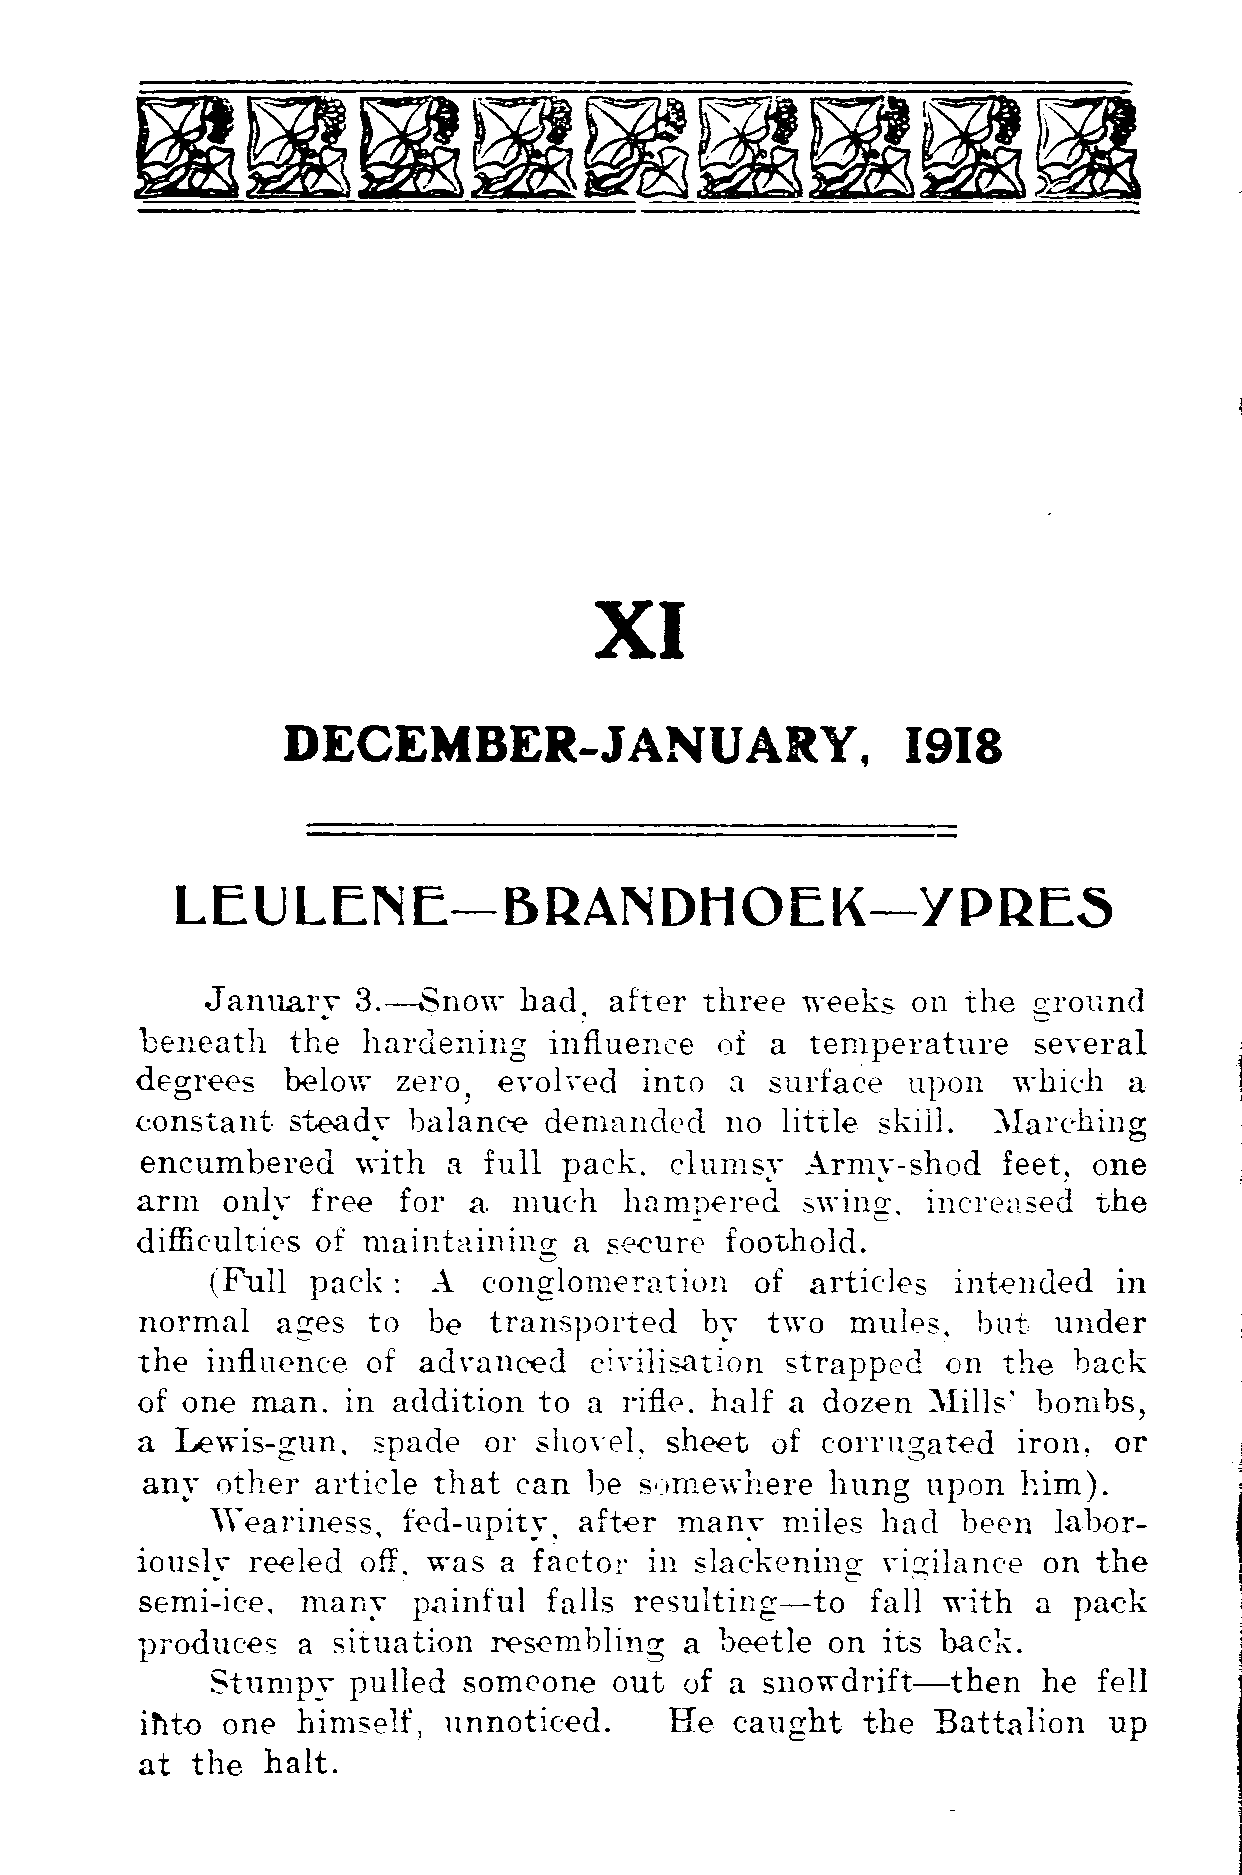 XI
DECEMBER-JANUARY, 1918
LEULENE—BRANDHOEK—YPRES
January 3.—Snow had, after three weeks on the ground
beneath the hardening influence of a temperature several
degrees below zero, evolved into a surface upon which a
constant steady balance demanded no little skill. Marching
encumbered with a full pack, clumsy Army-shod feet, one
arm only free for a much hampered swing, increased the
difficulties of maintaining a secure foothold.
(Full pack: A conglomeration of articles intended in
normal ages to be transported by two mules, but under
the influence of advanced civilisation strapped on the back
of one man, in addition to a rifle, half a dozen Mills' bombs,
a Lewis-gun, spade or shovel, sheet of corrugated iron, or
any other article that can be somewhere hung upon him).
Weariness, fed-upity, after many miles had been labor-
iously reeled off, was a factor in slackening vigilance on the
semi-ice, many painful falls resulting—to fall with a pack
produces a situation resembling a beetle on its back.
Stumpy pulled someone out of a snowdrift—then he fell
into one himself, unnoticed. He caught the Battalion up
at the halt.